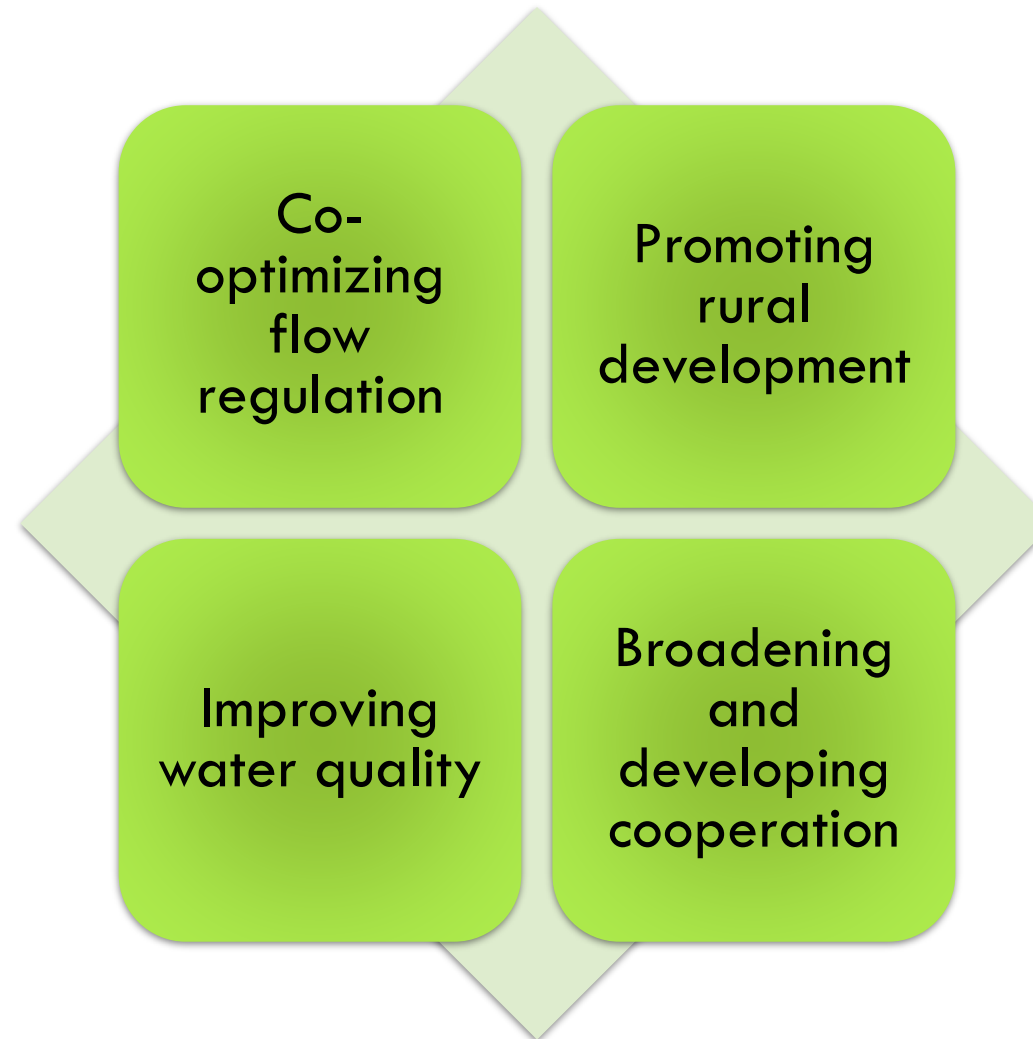 Co-
optimizing
flow
regulation
Promoting
rural
development
Improving
water quality
Broadening
and
developing
cooperation